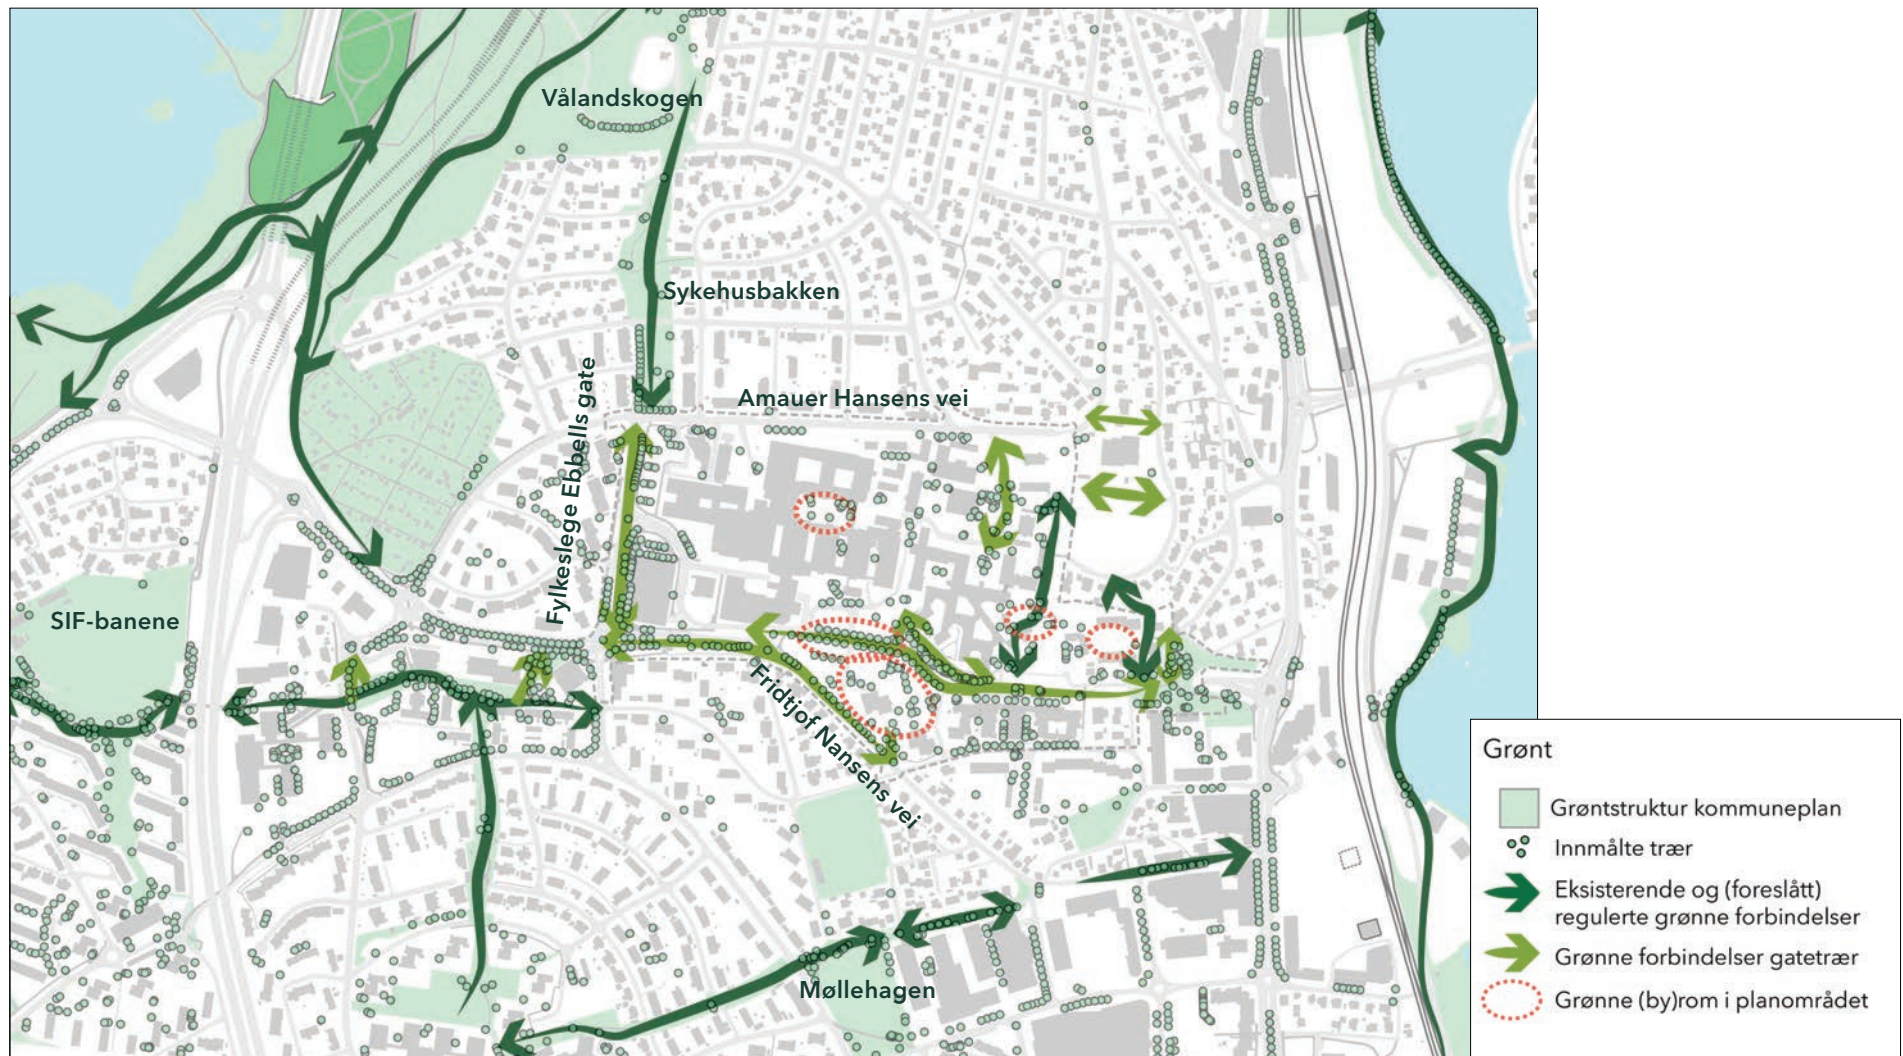 Vålandskogen
Sykehusbakken
Fylkeslege Ebbells gate
Amauer Hansens vei
SIF-banene
Fridtjof Nansens vei
Møllehagen
Grønt
Grøntstruktur kommuneplan
Innmålte trær
Eksisterende og (foreslått)
regulerte grønne forbindelser
Grønne forbindelser gatetrær
Grønne (by)rom i planområdet